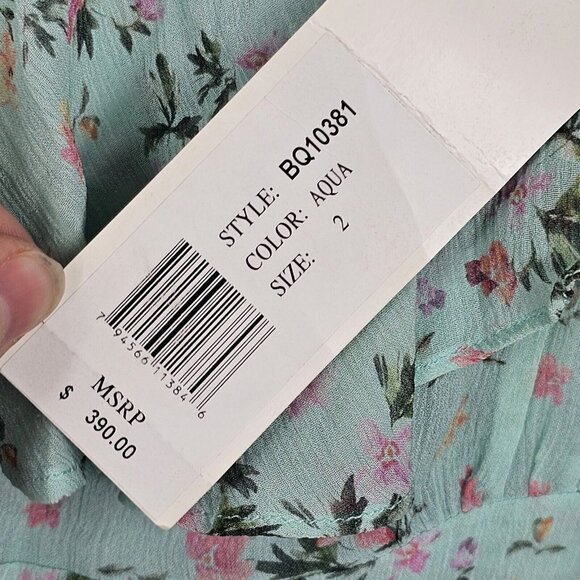 STYLE: BQ10381
COLOR: AQUA
SIZE: 2
7 94566 11384 6
MSRP
$ 390.00